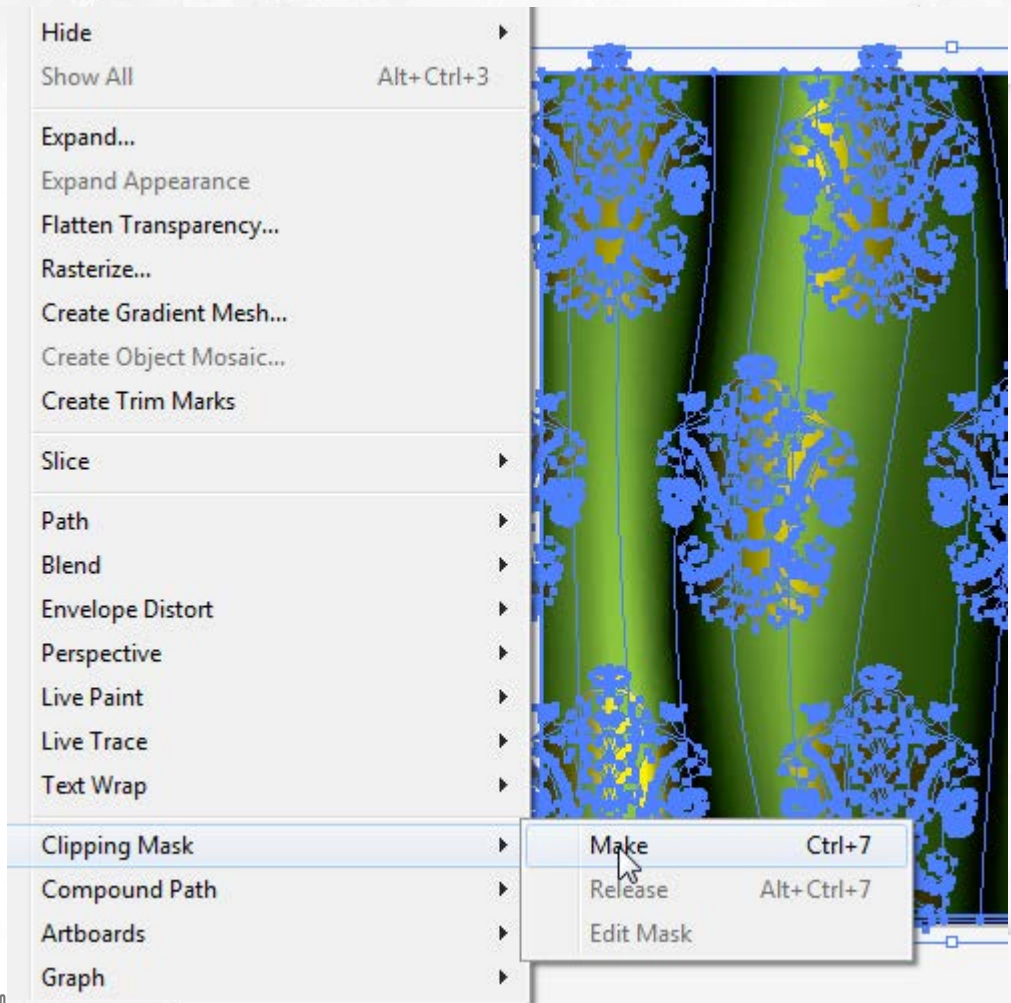 Hide
Show All Alt+Ctrl+3
Expand...
Expand Appearance
Flatten Transparency...
Rasterize...
Create Gradient Mesh...
Create Object Mosaic...
Create Trim Marks
Slice
Path
Blend
Envelope Distort
Perspective
Live Paint
Live Trace
Text Wrap
Clipping Mask
Make Ctrl+7
Compound Path
Release Alt+Ctrl+7
Artboards
Edit Mask
Graph